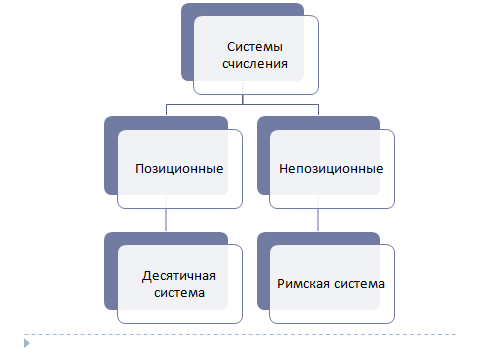 Системы
счисления
Позиционные
Непозиционные
Десятичная
система
Римская система